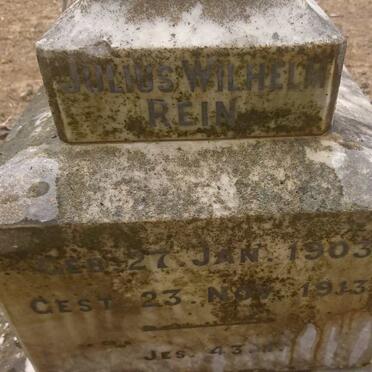 JULIUS WILHELM
REIN
GEB. 27 JAN. 1903
GEST. 23. NOV. 1913
JES. 43.